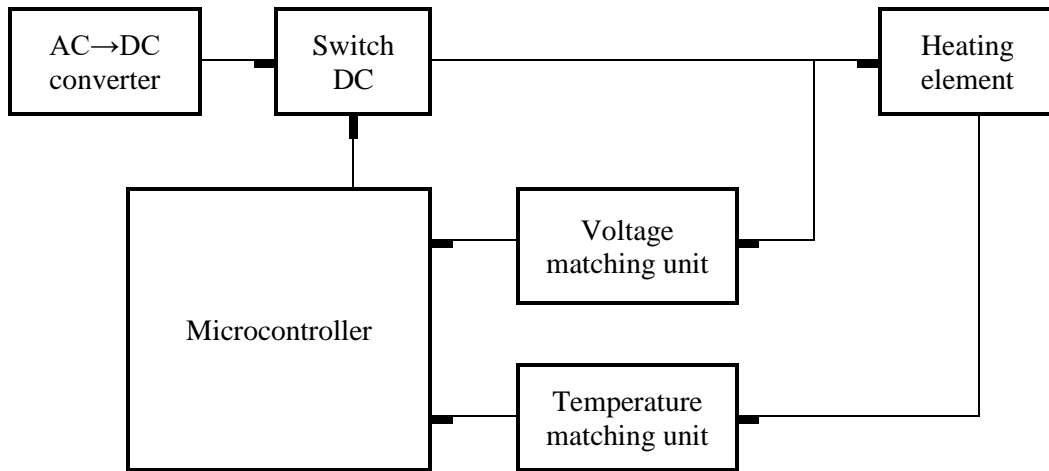 AC→DC
converter
Switch
DC
Heating
element
Voltage
matching unit
Microcontroller
Temperature
matching unit